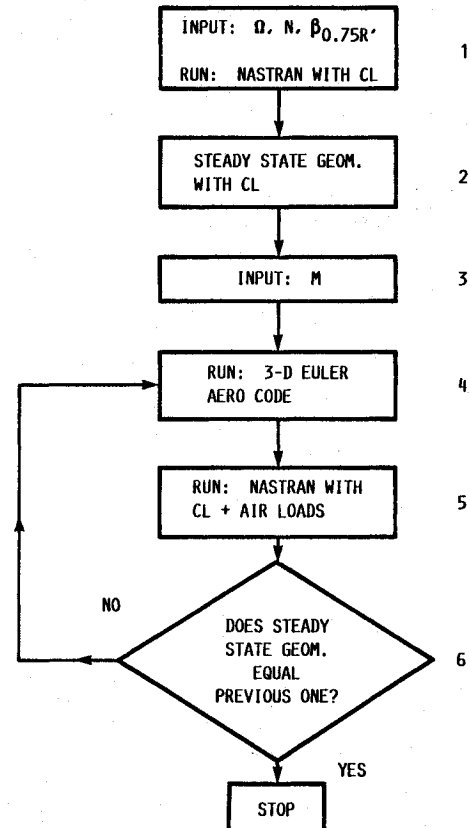 INPUT: Ω, N, β0.75R,
RUN: NASTRAN WITH CL
1
STEADY STATE GEOM.
WITH CL
2
INPUT: M
3
RUN: 3-D EULER
AERO CODE
4
RUN: NASTRAN WITH
CL + AIR LOADS
5
NO
DOES STEADY
STATE GEOM.
EQUAL
PREVIOUS ONE?
6
YES
STOP